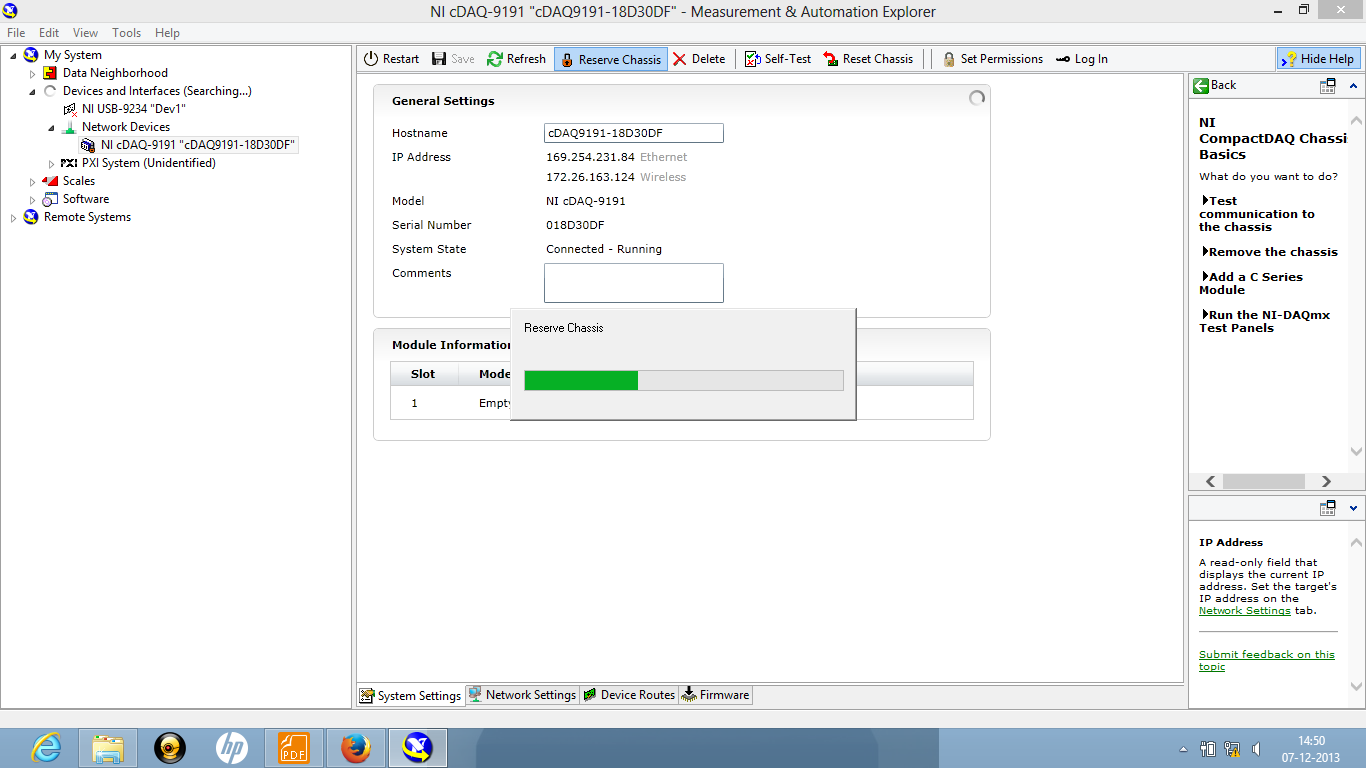 NI cDAQ-9191 "cDAQ9191-18D30DF" - Measurement & Automation Explorer
File Edit View Tools Help
My System
Data Neighborhood
Devices and Interfaces (Searching...)
NI USB-9234 "Dev1"
Network Devices
NI cDAQ-9191 "cDAQ9191-18D30DF"
PXI PXI System (Unidentified)
Scales
Software
Remote Systems
Restart Save Refresh Reserve Chassis Delete Self-Test Reset Chassis Set Permissions Log In Hide Help
General Settings
Hostname cDAQ9191-18D30DF
IP Address 169.254.231.84 Ethernet
172.26.163.124 Wireless
Model NI cDAQ-9191
Serial Number 018D30DF
System State Connected - Running
Comments
Reserve Chassis
Module Information
Slot Mode
1 Empty
System Settings Network Settings Device Routes Firmware
Back
NI
CompactDAQ Chassi
Basics
What do you want to do?
Test
communication to
the chassis
Remove the chassis
Add a C Series
Module
Run the NI-DAQmx
Test Panels
IP Address
A read-only field that
displays the current IP
address. Set the target's
IP address on the
Network Settings tab.
Submit feedback on this
topic
hp
PDF
14:50
07-12-2013